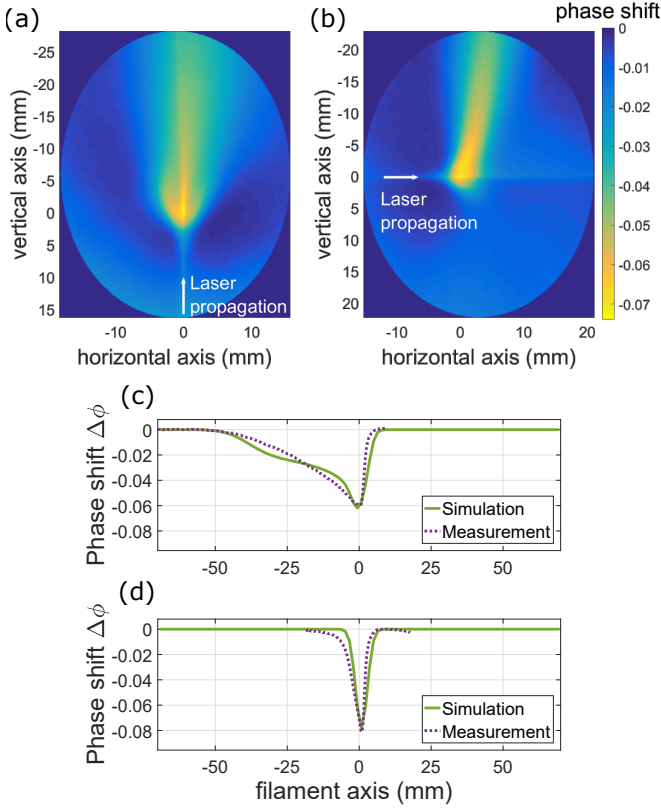 (a)
(b)
phase shift
-25
-20
-15
-10
-5
0
5
10
15
vertical axis (mm)
Laser
propagation
-10
0
10
horizontal axis (mm)
-20
-15
-10
-5
0
5
10
15
20
vertical axis (mm)
Laser
propagation
-10
0
10
20
horizontal axis (mm)
0
-0.01
-0.02
-0.03
-0.04
-0.05
-0.06
-0.07
(c)
Phase shift Δϕ
0
-0.02
-0.04
-0.06
-0.08
Simulation
Measurement
-50
-25
0
25
50
(d)
Phase shift Δϕ
0
-0.02
-0.04
-0.06
-0.08
Simulation
Measurement
-50
-25
0
25
50
filament axis (mm)